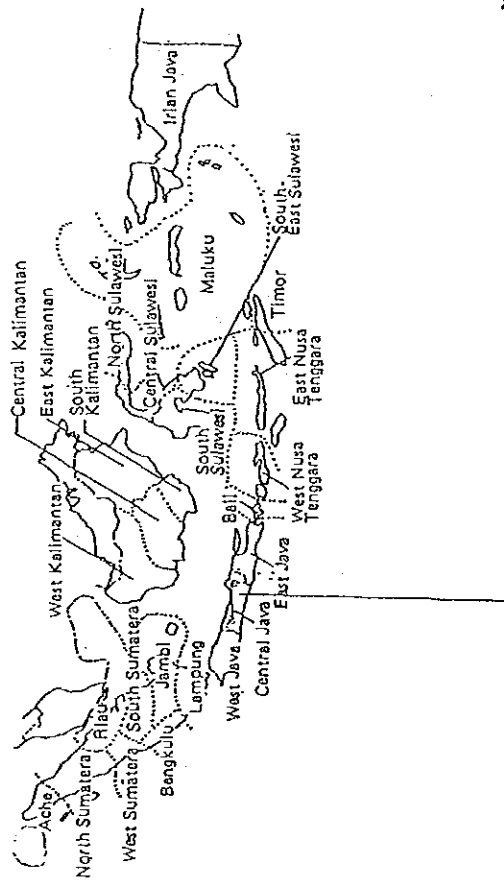 Ache
North Sumatera
Riau
West Sumatera
South Sumatera
Jambi
Bengkulu
Lampung
West Kalimantan
Central Kalimantan
East Kalimantan
South
Kalimantan
West Java
Central Java
East Java
Bali
West Nusa
Tenggara
East Nusa
Tenggara
Timor
North Sulawesi
Central Sulawesi
South
Sulawesi
South-
East Sulawesi
Maluku
Irian Java